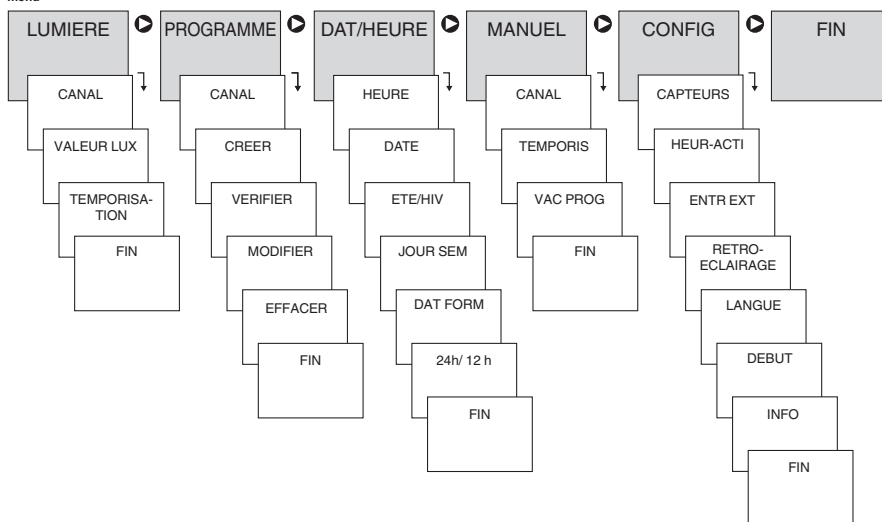 Menu
LUMIERE
PROGRAMME
DAT/HEURE
MANUEL
CONFIG
FIN
CANAL
VALEUR LUX
TEMPORISA-
TION
FIN
CANAL
CREER
VERIFIER
MODIFIER
EFFACER
FIN
HEURE
DATE
ETE/HIV
JOUR SEM
DAT FORM
24h/ 12 h
FIN
CANAL
TEMPORIS
VAC PROG
FIN
CAPTEURS
HEUR-ACTI
ENTR EXT
RETRO-
ECLAIRAGE
LANGUE
DEBUT
INFO
FIN